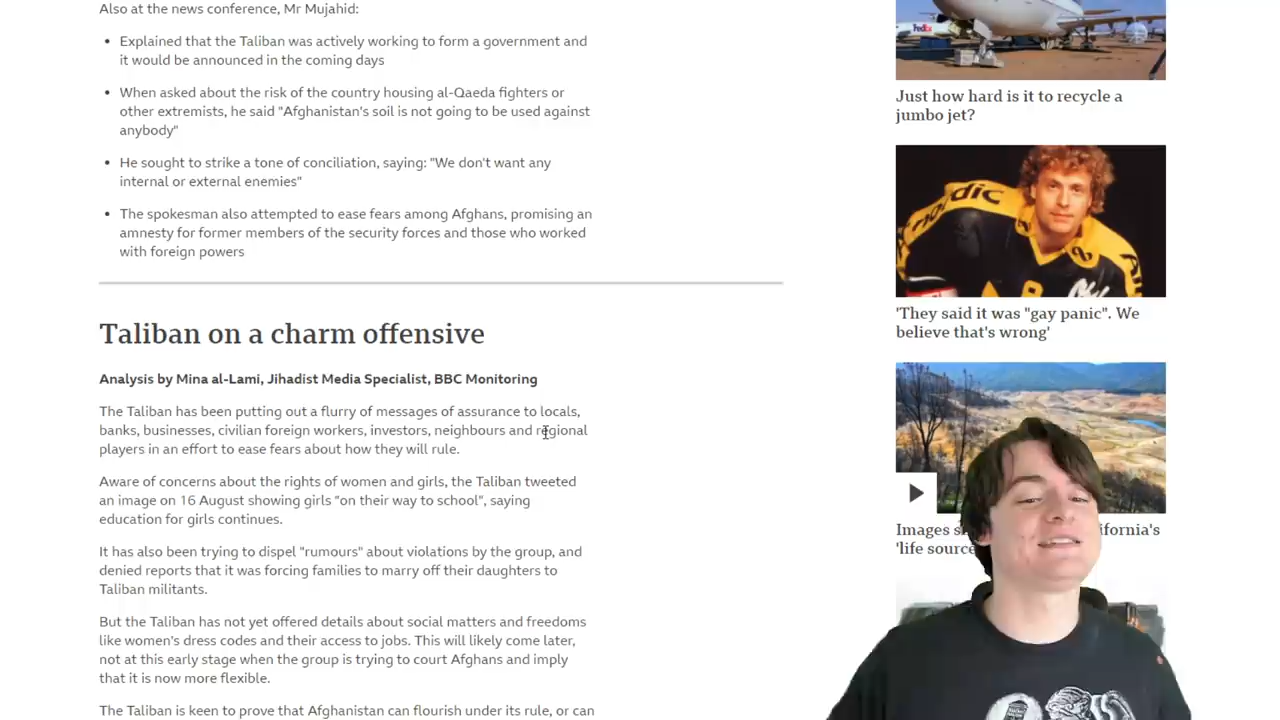 Also at the news conference, Mr Mujahid:
Explained that the Taliban was actively working to form a government and
it would be announced in the coming days
When asked about the risk of the country housing al-Qaeda fighters or
other extremists, he said "Afghanistan's soil is not going to be used against
anybody"
He sought to strike a tone of conciliation, saying: "We don't want any
internal or external enemies"
The spokesman also attempted to ease fears among Afghans, promising an
amnesty for former members of the security forces and those who worked
with foreign powers
Taliban on a charm offensive
Analysis by Mina al-Lami, Jihadist Media Specialist, BBC Monitoring
The Taliban has been putting out a flurry of messages of assurance to locals,
banks, businesses, civilian foreign workers, investors, neighbours and regional
players in an effort to ease fears about how they will rule.
Aware of concerns about the rights of women and girls, the Taliban tweeted
an image on 16 August showing girls "on their way to school", saying
education for girls continues.
It has also been trying to dispel "rumours" about violations by the group, and
denied reports that it was forcing families to marry off their daughters to
Taliban militants.
But the Taliban has not yet offered details about social matters and freedoms
like women's dress codes and their access to jobs. This will likely come later,
not at this early stage when the group is trying to court Afghans and imply
that it is now more flexible.
The Taliban is keen to prove that Afghanistan can flourish under its rule, or can
FedEx
Just how hard is it to recycle a
jumbo jet?
'They said it was "gay panic". We
believe that's wrong'
Images
'life source